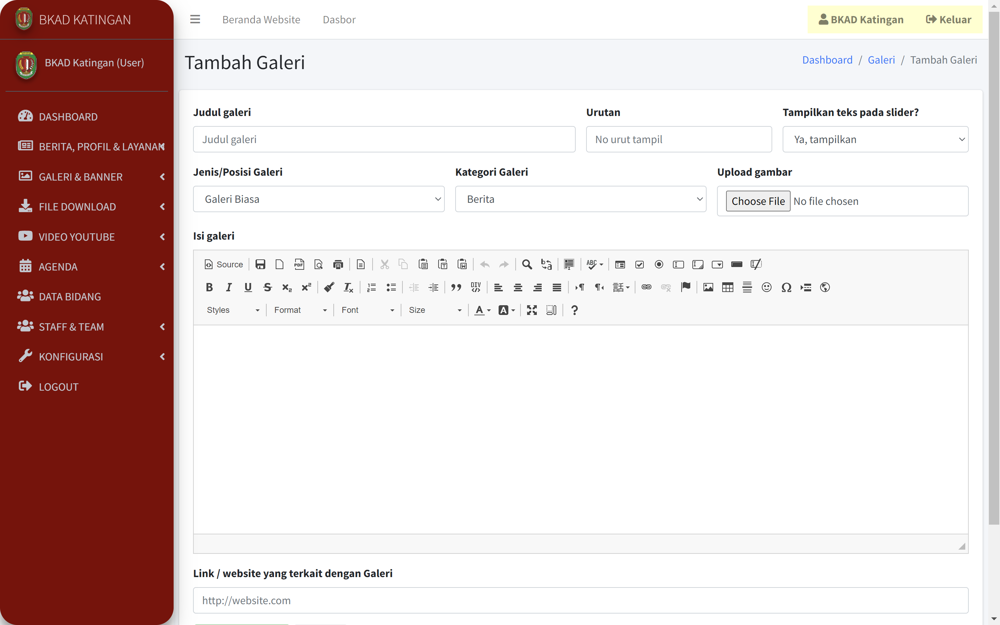 BKAD KATINGAN
Beranda Website
Dasbor
BKAD Katingan
Keluar
BKAD Katingan (User)
Tambah Galeri
Dashboard / Galeri / Tambah Galeri
DASHBOARD
BERITA, PROFIL & LAYANAN
GALERI & BANNER
FILE DOWNLOAD
VIDEO YOUTUBE
AGENDA
DATA BIDANG
STAFF & TEAM
KONFIGURASI
LOGOUT
Judul galeri
Urutan
Tampilkan teks pada slider?
Judul galeri
No urut tampil
Ya, tampilkan
Jenis/Posisi Galeri
Kategori Galeri
Upload gambar
Galeri Biasa
Berita
Choose File No file chosen
Isi galeri
Source
Styles
Format
Font
Size
Link / website yang terkait dengan Galeri
http://website.com